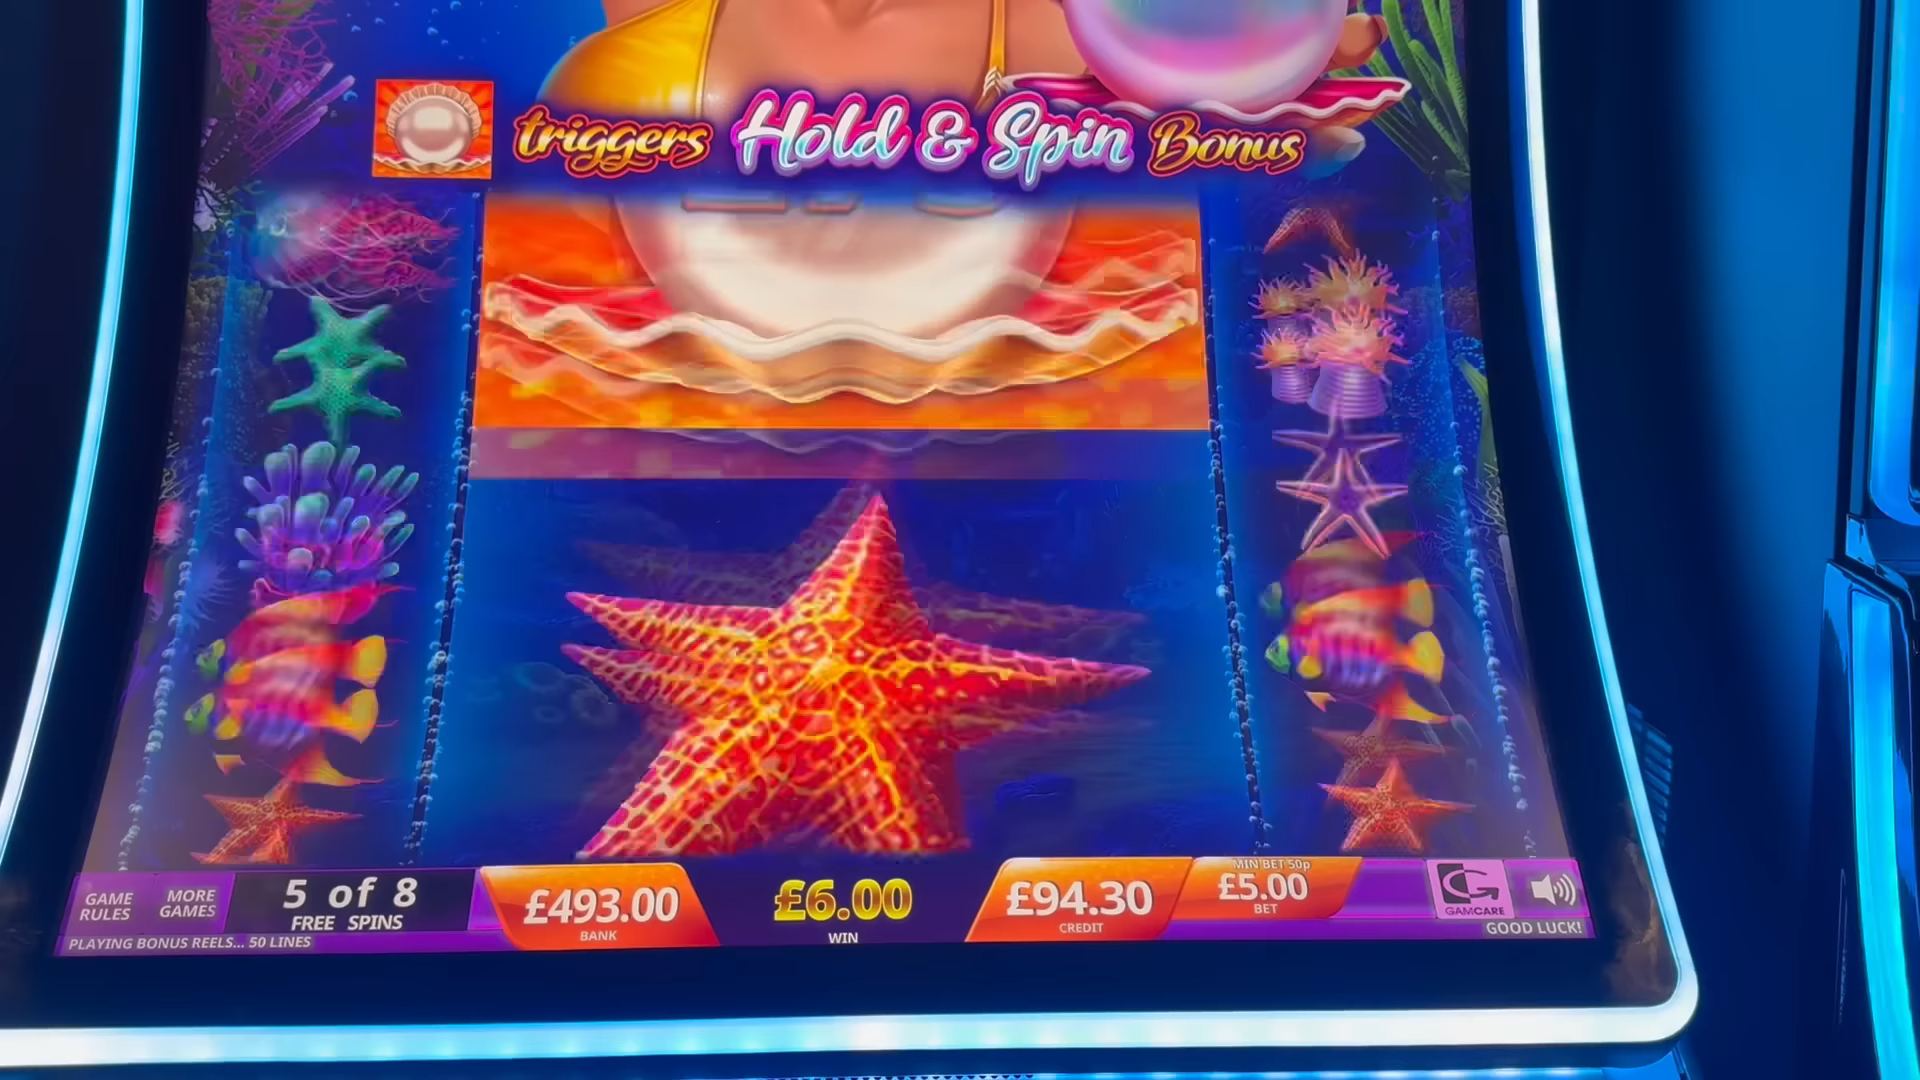 triggers Hold & Spin Bonus
GAME RULES
MORE GAMES
5 of 8
FREE SPINS
£493.00
BANK
£6.00
WIN
£94.30
CREDIT
MIN BET 50p
£5.00
BET
GAMCARE
PLAYING BONUS REELS... 50 LINES
GOOD LUCK!